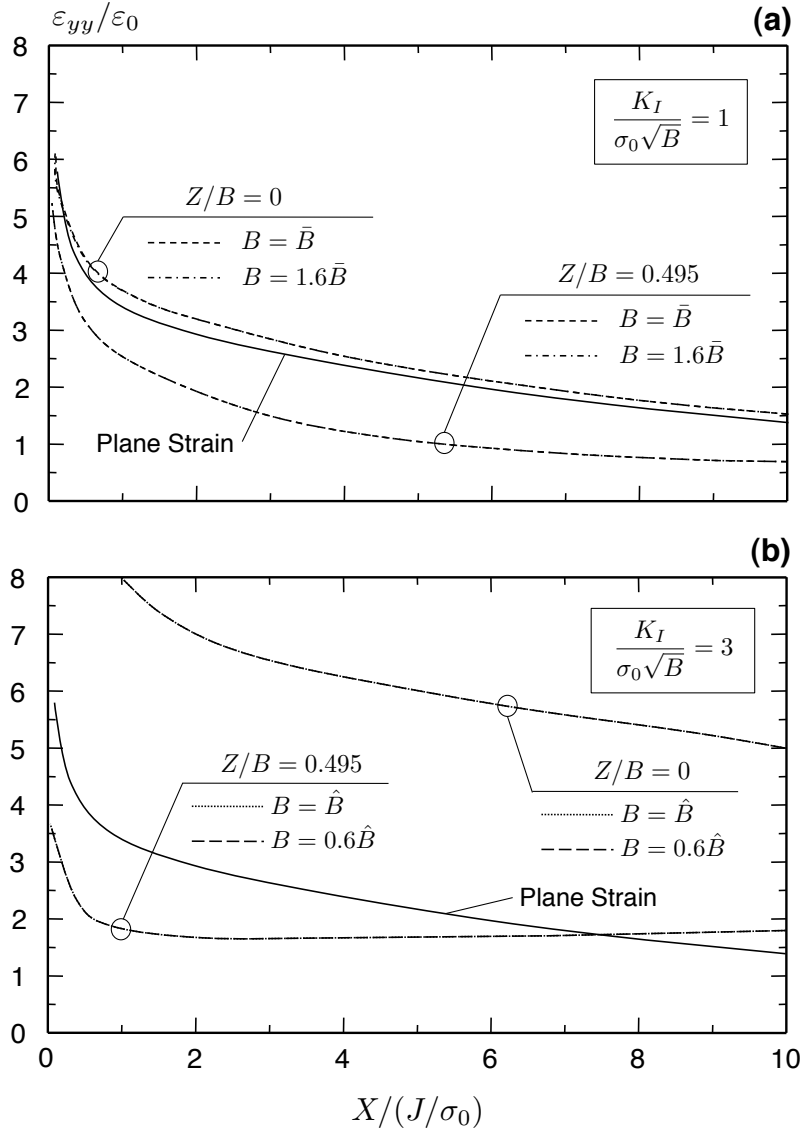 ε_yy/ε_0
(a)
8
7
6
5
4
3
2
1
0
K_I / σ_0√B = 1
Z/B = 0
B = B̄
B = 1.6B̄
Z/B = 0.495
B = B̄
B = 1.6B̄
Plane Strain
(b)
8
7
6
5
4
3
2
1
0
K_I / σ_0√B = 3
Z/B = 0.495
B = B̂
B = 0.6B̂
Z/B = 0
B = B̂
B = 0.6B̂
Plane Strain
0 2 4 6 8 10
X/(J/σ_0)